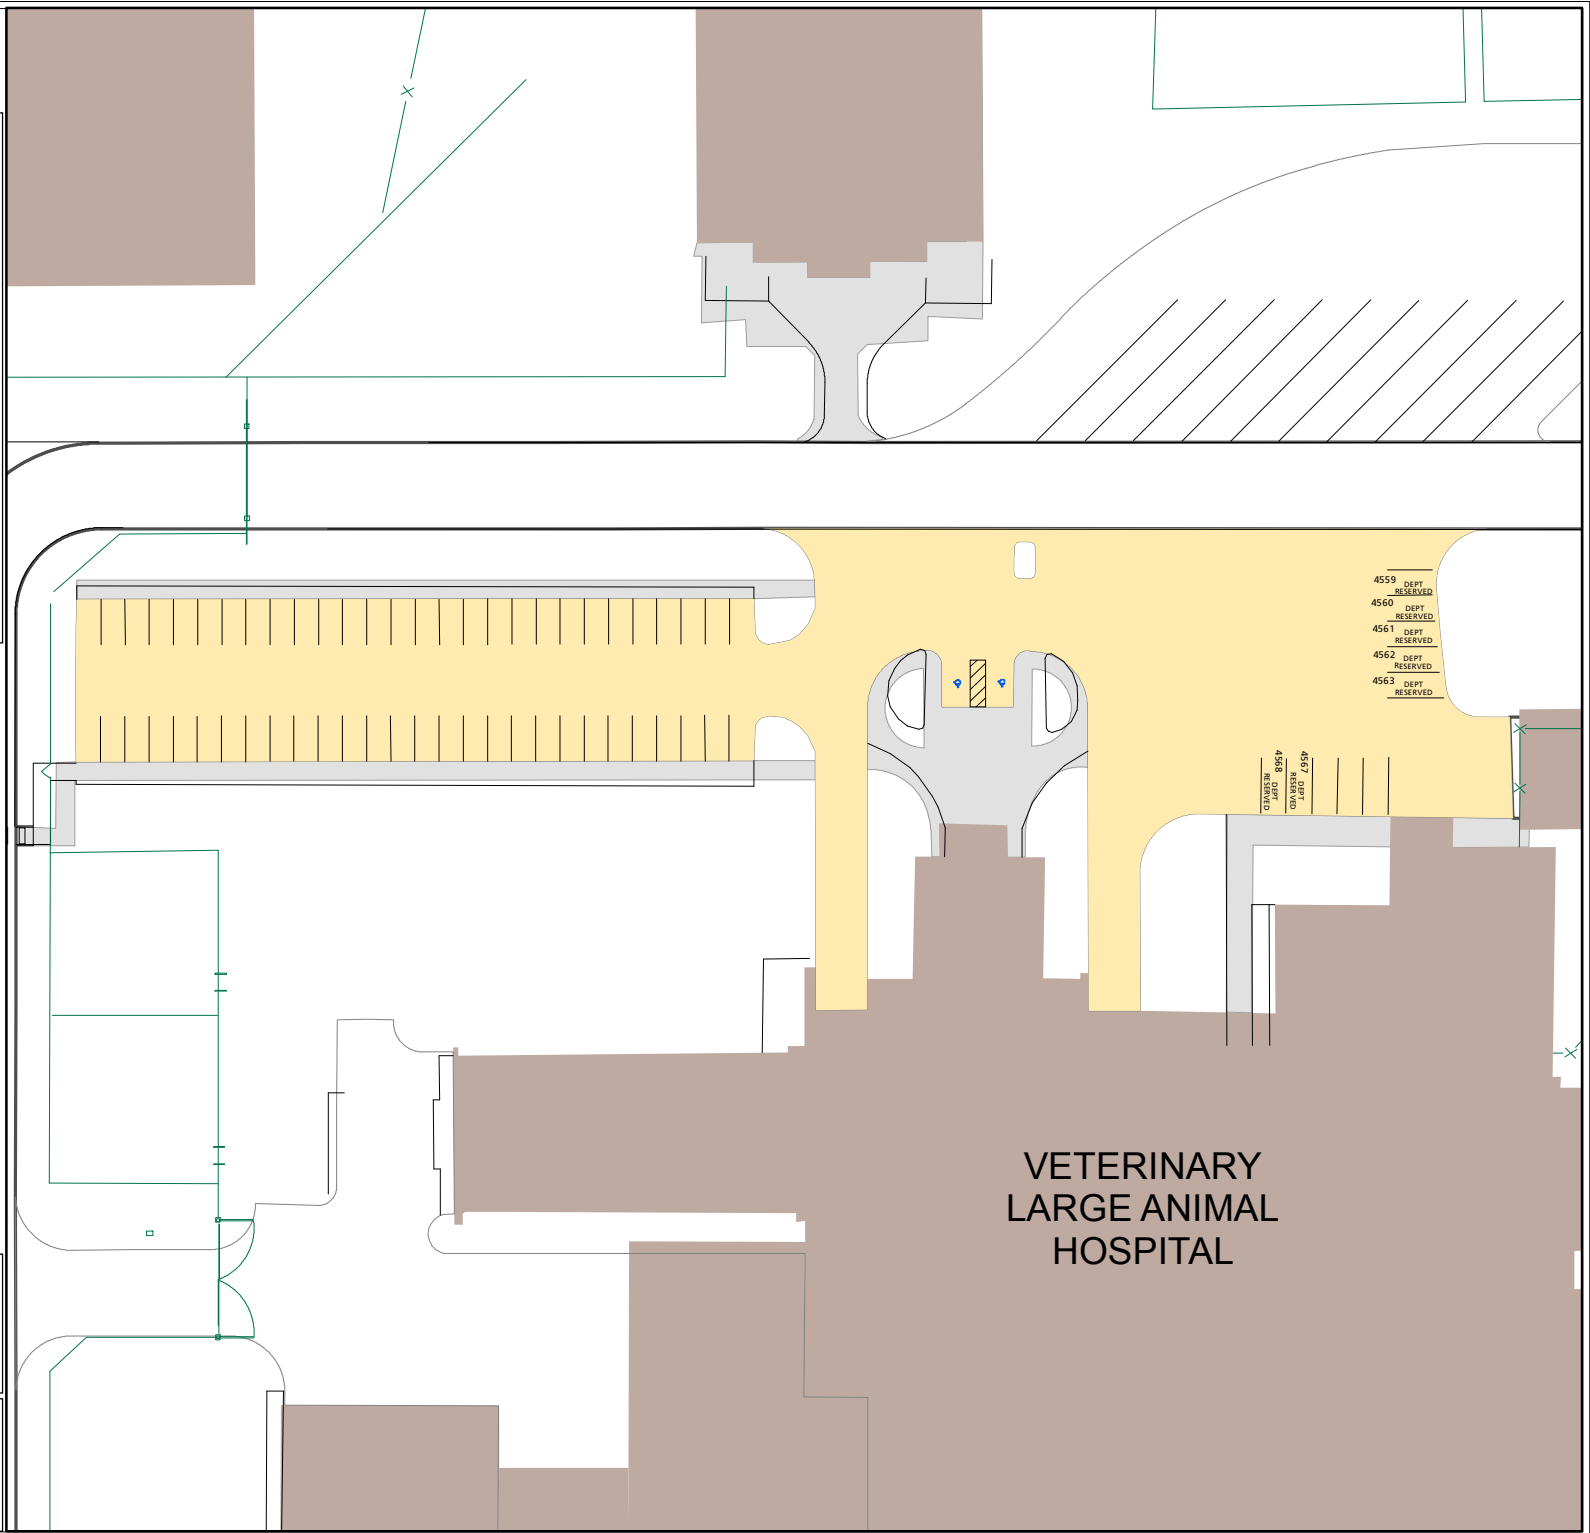 4559
DEPT
RESERVED
4560
DEPT
RESERVED
4561
DEPT
RESERVED
4562
DEPT
RESERVED
4563
DEPT
RESERVED
4568
DEPT
RESERVED
4567
DEPT
RESERVED
VETERINARY
LARGE ANIMAL
HOSPITAL